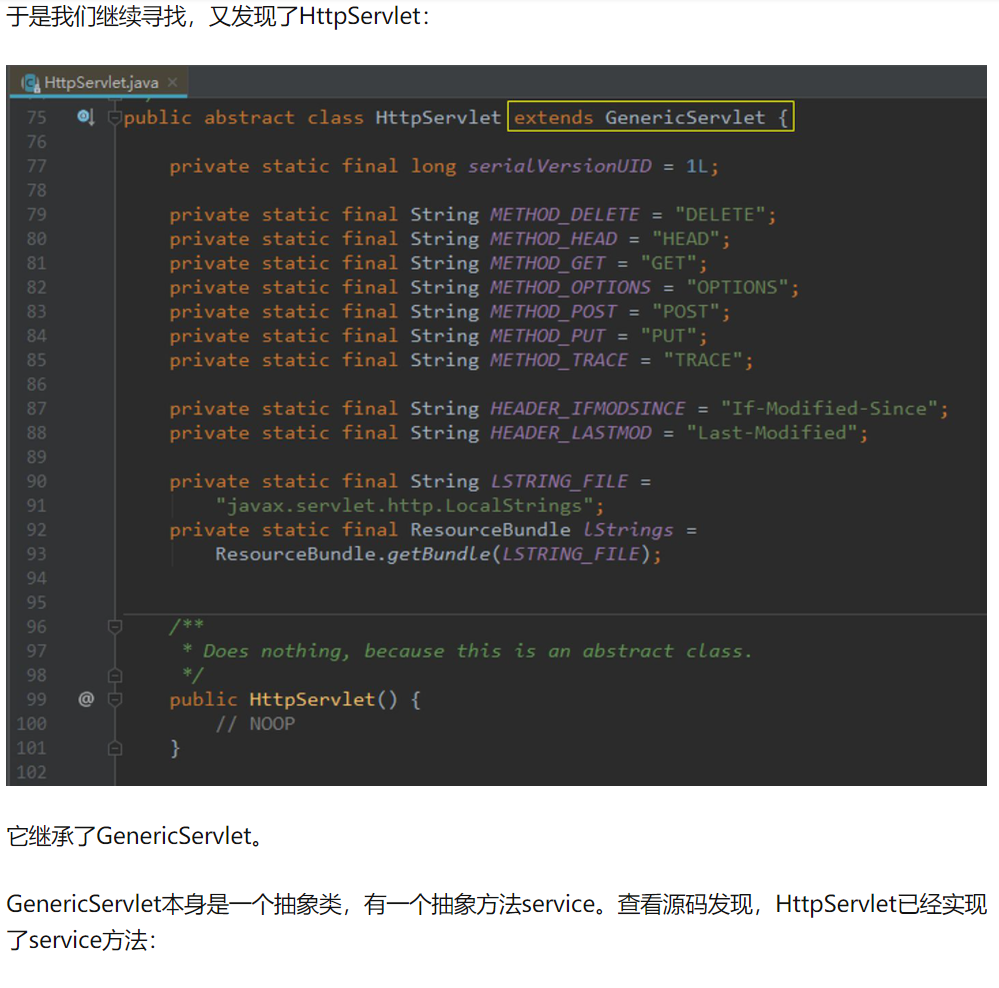 于是我们继续寻找，又发现了HttpServlet：
HttpServlet.java ×
75 public abstract class HttpServlet extends GenericServlet {
76
77 private static final long serialVersionUID = 1L;
78
79 private static final String METHOD_DELETE = "DELETE";
80 private static final String METHOD_HEAD = "HEAD";
81 private static final String METHOD_GET = "GET";
82 private static final String METHOD_OPTIONS = "OPTIONS";
83 private static final String METHOD_POST = "POST";
84 private static final String METHOD_PUT = "PUT";
85 private static final String METHOD_TRACE = "TRACE";
86
87 private static final String HEADER_IFMODSINCE = "If-Modified-Since";
88 private static final String HEADER_LASTMOD = "Last-Modified";
89
90 private static final String LSTRING_FILE =
91 "javax.servlet.http.LocalStrings";
92 private static final ResourceBundle lStrings =
93 ResourceBundle.getBundle(LSTRING_FILE);
94
95
96 /**
97 * Does nothing, because this is an abstract class.
98 */
99 @ public HttpServlet() {
100 // NOOP
101 }
102
它继承了GenericServlet。
GenericServlet本身是一个抽象类，有一个抽象方法service。查看源码发现，HttpServlet已经实现
了service方法：